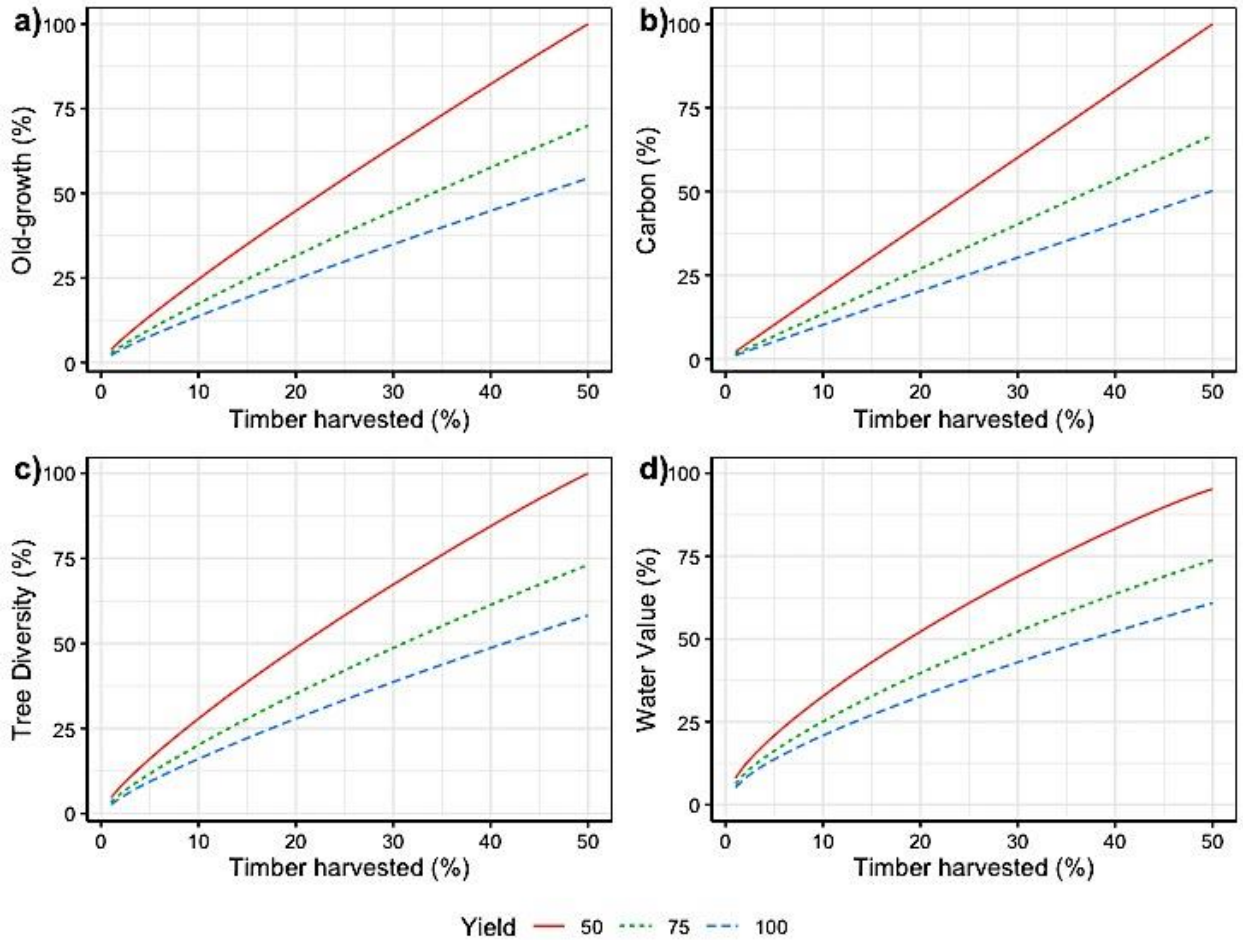 a)
100
75
50
25
0
Old-growth (%)
0 10 20 30 40 50
Timber harvested (%)
b)
100
75
50
25
0
Carbon (%)
0 10 20 30 40 50
Timber harvested (%)
c)
100
75
50
25
0
Tree Diversity (%)
0 10 20 30 40 50
Timber harvested (%)
d)
100
75
50
25
0
Water Value (%)
0 10 20 30 40 50
Timber harvested (%)
Yield 50 75 100